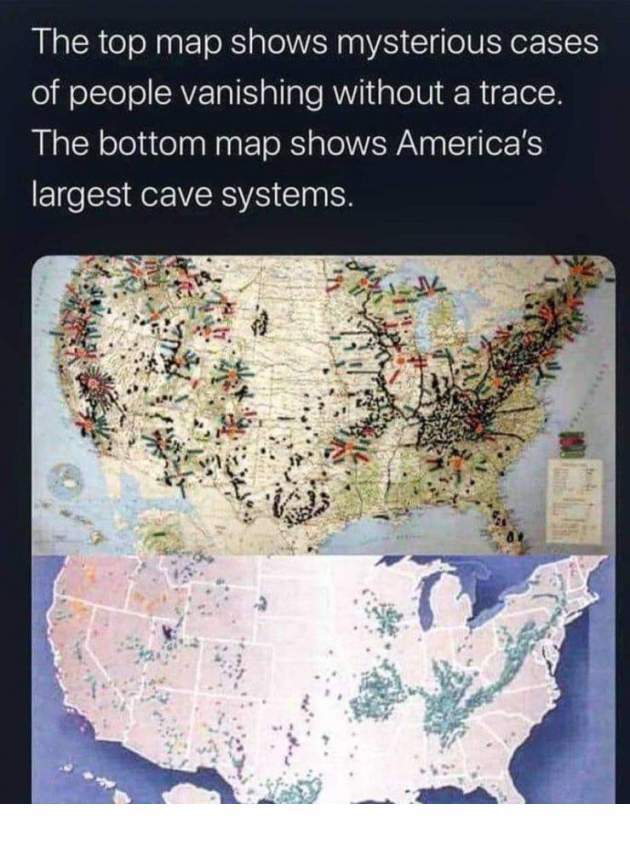 The top map shows mysterious cases
of people vanishing without a trace.
The bottom map shows America's
largest cave systems.